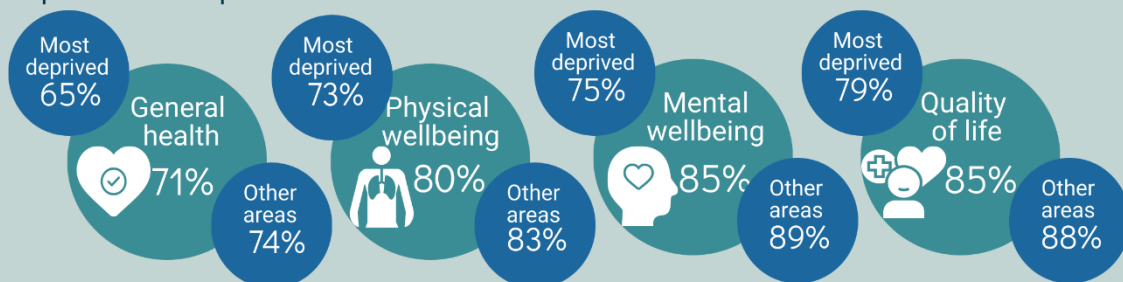 Most
deprived
65%
General
health
71%
Other
areas
74%
Most
deprived
73%
Physical
wellbeing
80%
Other
areas
83%
Most
deprived
75%
Mental
wellbeing
85%
Other
areas
89%
Most
deprived
79%
Quality
of life
85%
Other
areas
88%